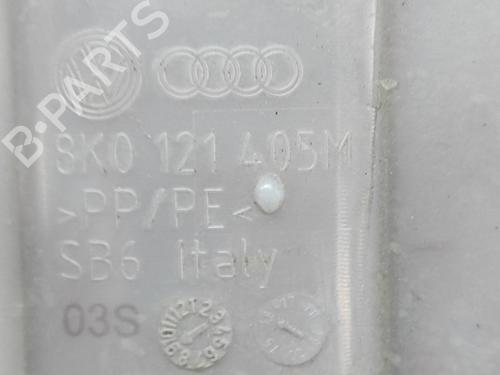 B-PARTS
8K0 121 405M
>PP/PE<
SB6 Italy
03S